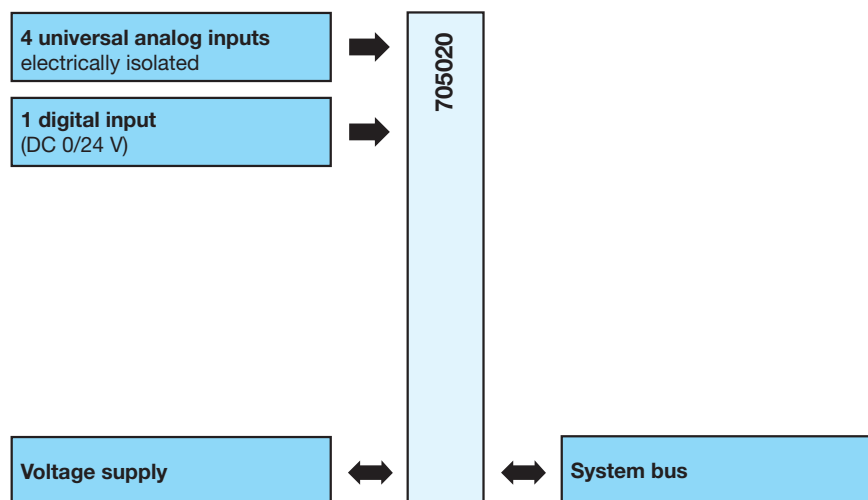 4 universal analog inputs
electrically isolated
705020
1 digital input
(DC 0/24 V)
Voltage supply
System bus